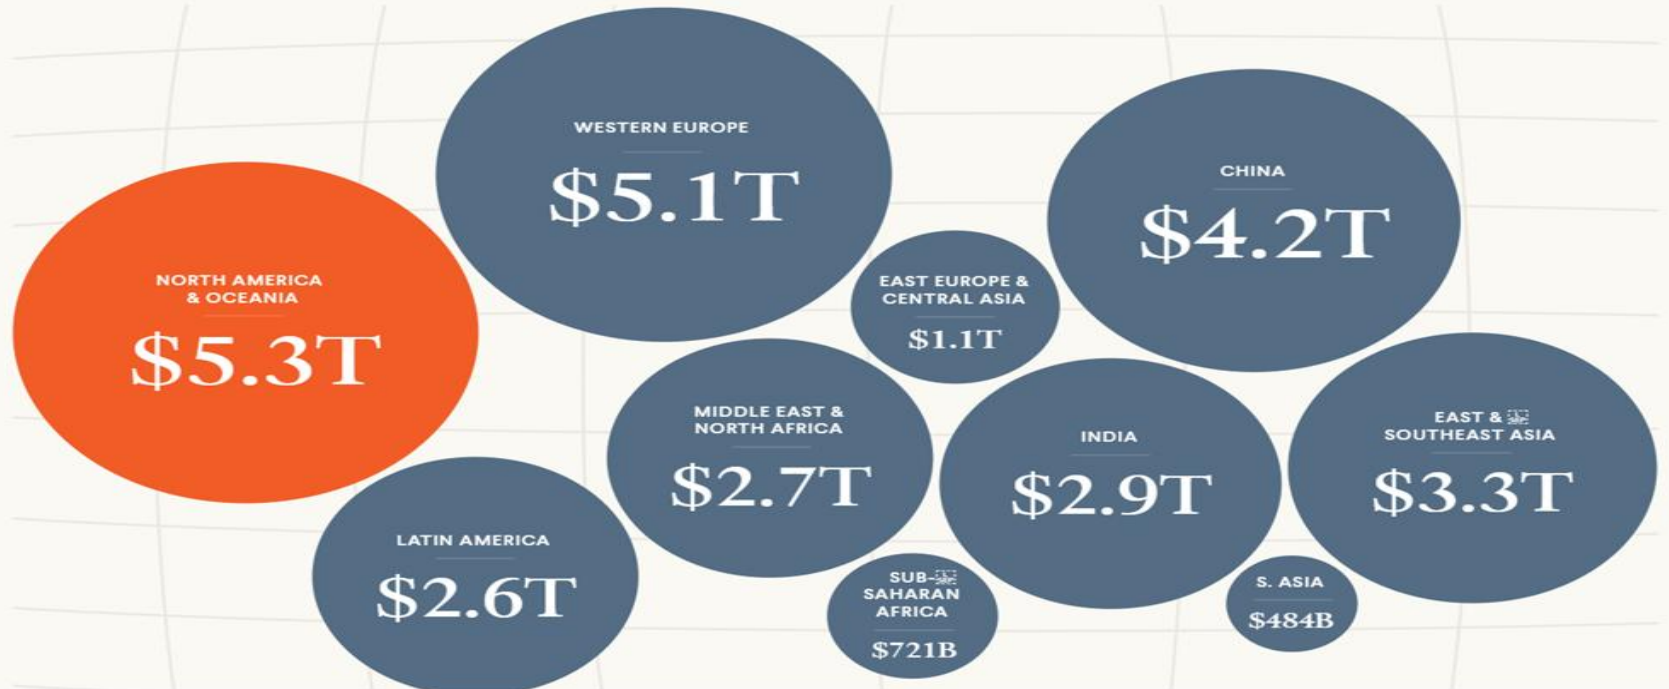 WESTERN EUROPE
$5.1T
CHINA
$4.2T
NORTH AMERICA
& OCEANIA
$5.3T
EAST EUROPE &
CENTRAL ASIA
$1.1T
MIDDLE EAST &
NORTH AFRICA
$2.7T
INDIA
$2.9T
EAST &
SOUTHEAST ASIA
$3.3T
LATIN AMERICA
$2.6T
SUB-
SAHARAN
AFRICA
$721B
S. ASIA
$484B